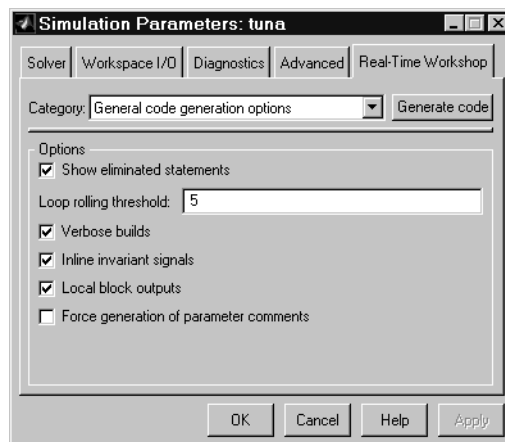 Simulation Parameters: tuna
Solver Workspace I/O Diagnostics Advanced Real-Time Workshop
Category: General code generation options Generate code
Options
Show eliminated statements
Loop rolling threshold: 5
Verbose builds
Inline invariant signals
Local block outputs
Force generation of parameter comments
OK Cancel Help Apply